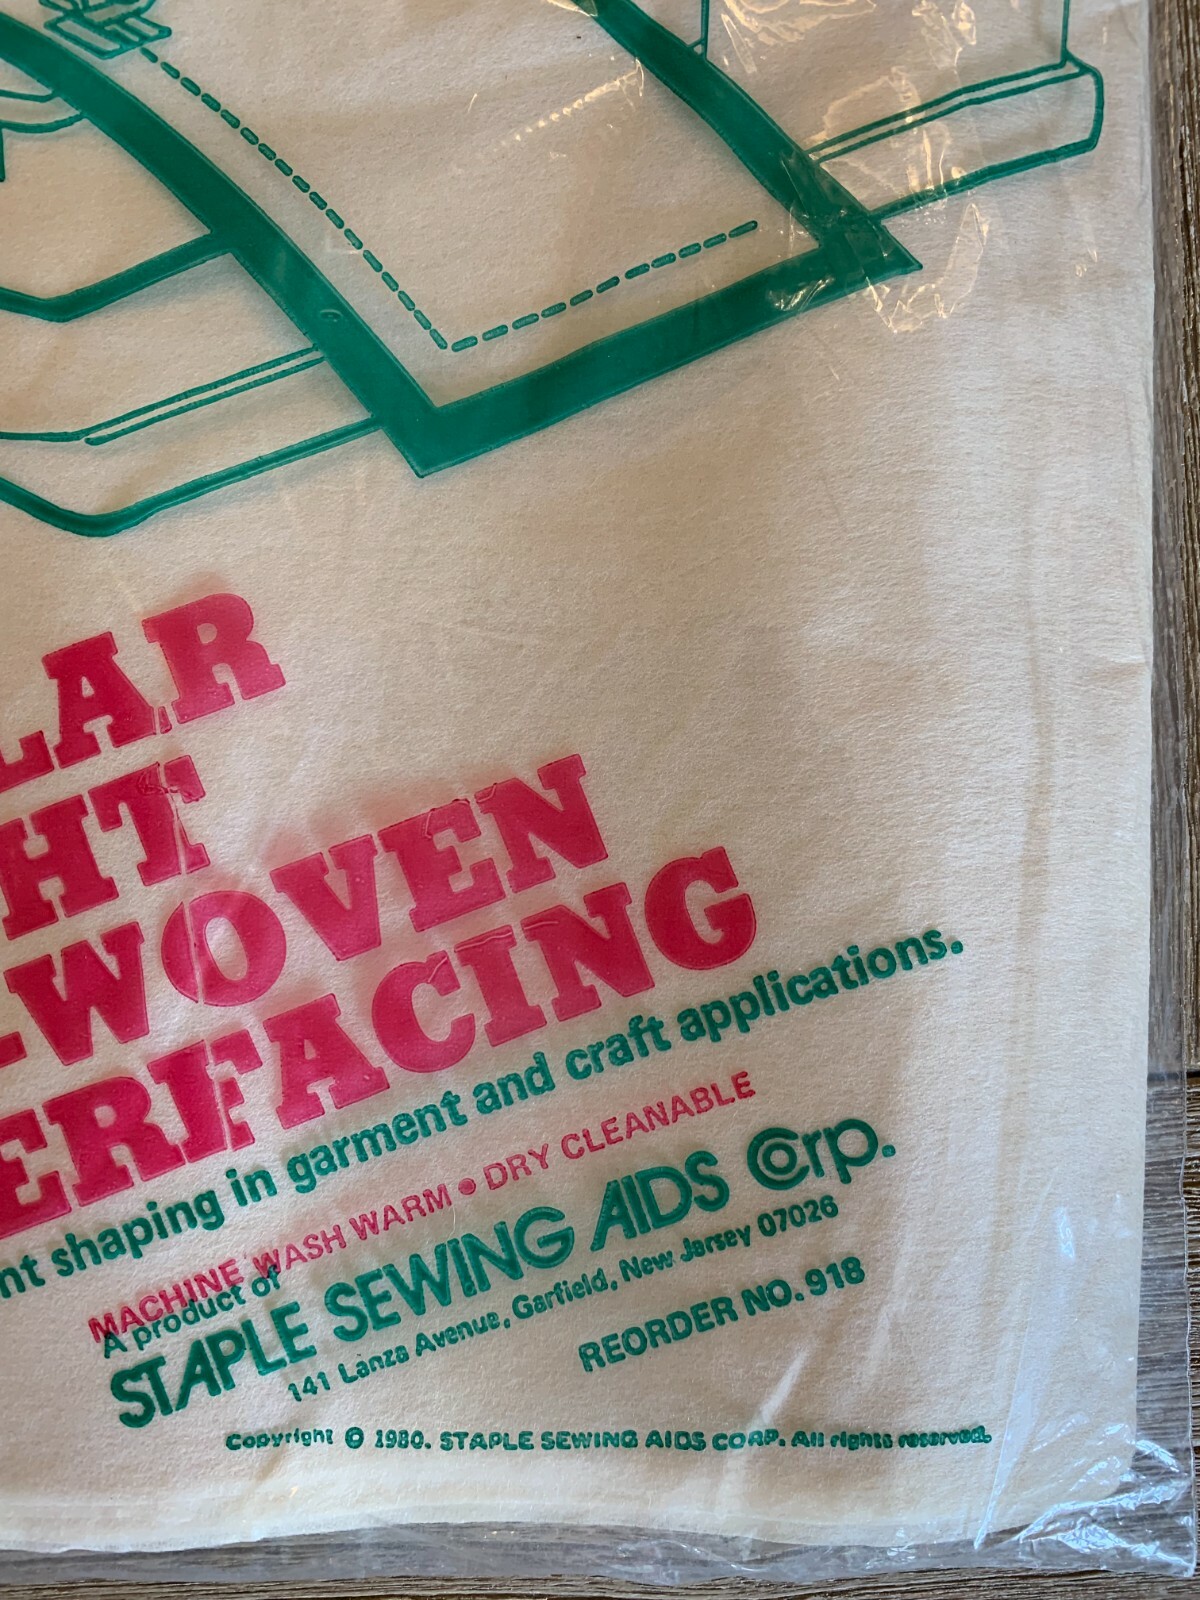 LAR
HT
-WOVEN
ERFACING
nt shaping in garment and craft applications.
MACHINE WASH WARM • DRY CLEANABLE
A product of
STAPLE SEWING AIDS Corp.
141 Lanza Avenue, Garfield, New Jersey 07026
REORDER NO. 918
Copyright © 1980. STAPLE SEWING AIDS CORP. All rights reserved.